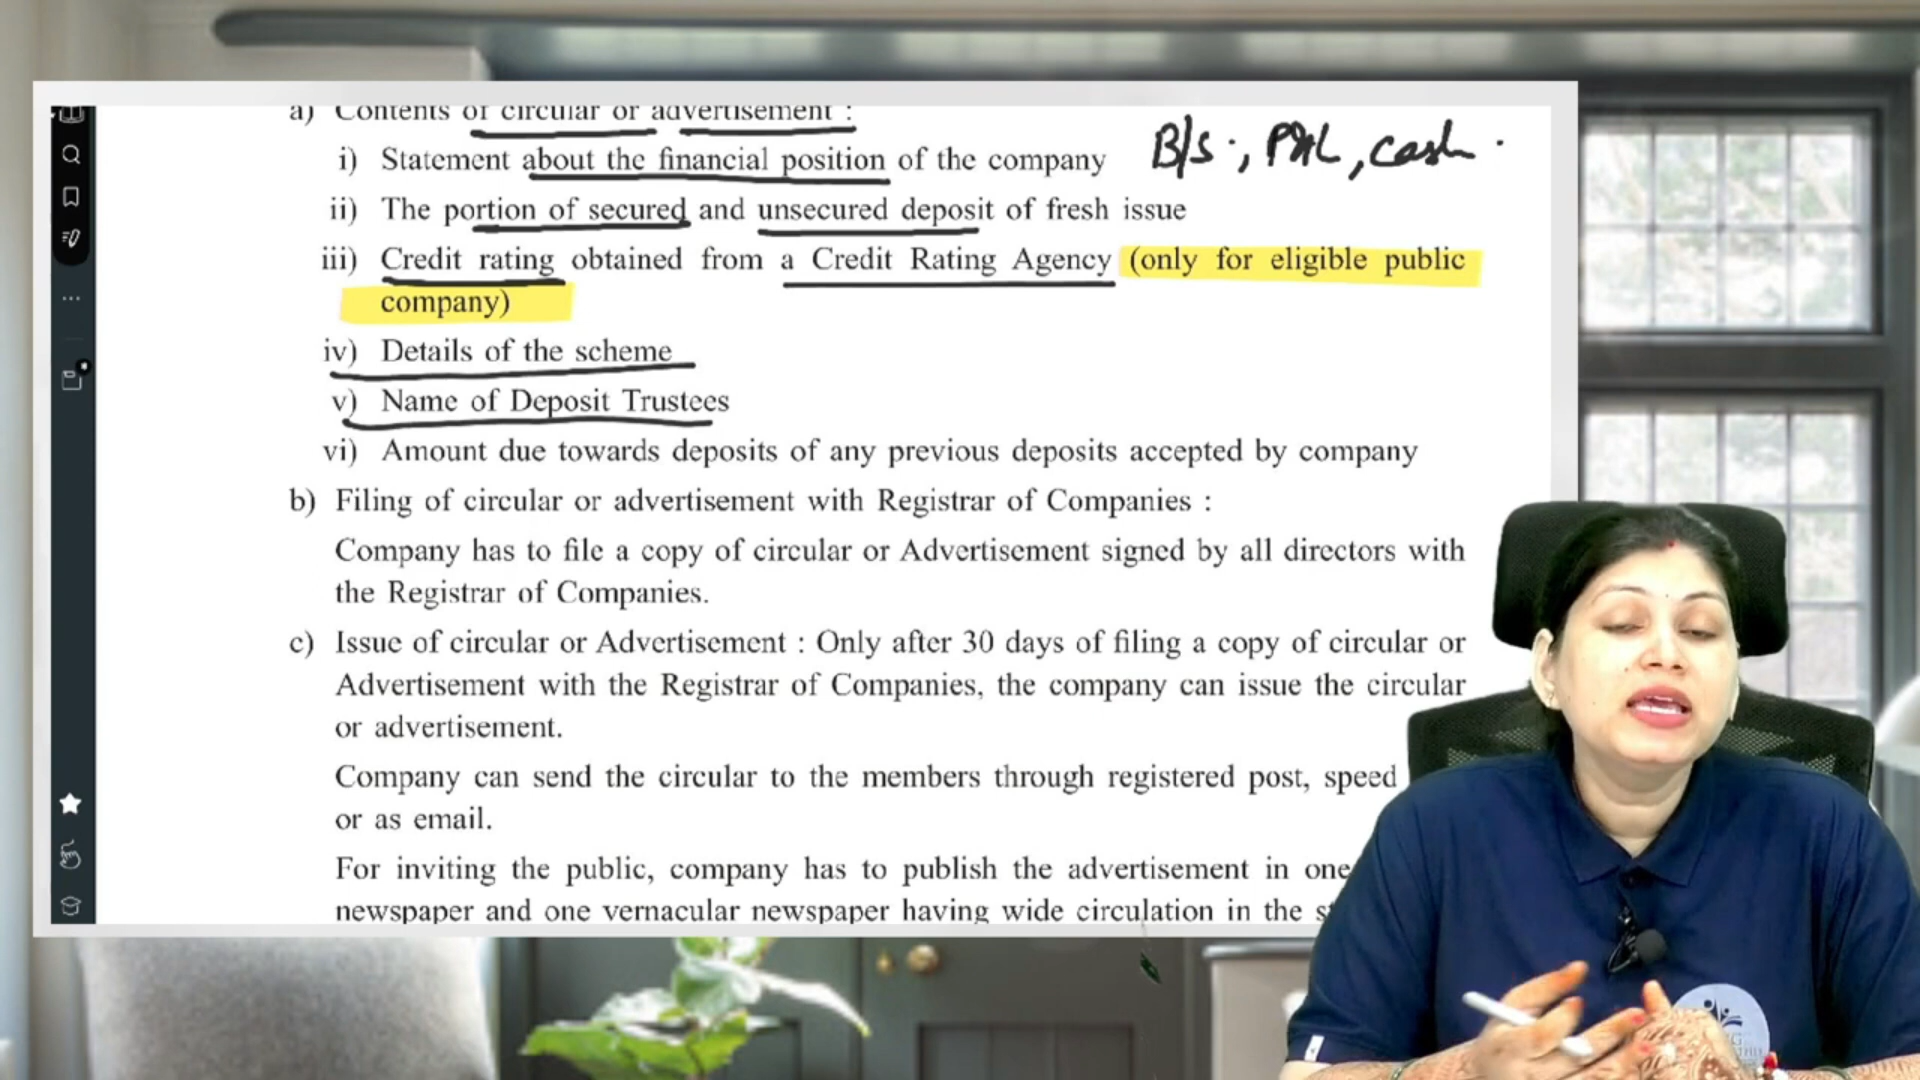 a) Contents of circular or advertisement :
i) Statement about the financial position of the company B/S ., P&L, cash .
ii) The portion of secured and unsecured deposit of fresh issue
iii) Credit rating obtained from a Credit Rating Agency (only for eligible public
company)
iv) Details of the scheme
v) Name of Deposit Trustees
vi) Amount due towards deposits of any previous deposits accepted by company
b) Filing of circular or advertisement with Registrar of Companies :
Company has to file a copy of circular or Advertisement signed by all directors with
the Registrar of Companies.
c) Issue of circular or Advertisement : Only after 30 days of filing a copy of circular or
Advertisement with the Registrar of Companies, the company can issue the circular
or advertisement.
Company can send the circular to the members through registered post, speed
or as email.
For inviting the public, company has to publish the advertisement in one
newspaper and one vernacular newspaper having wide circulation in the